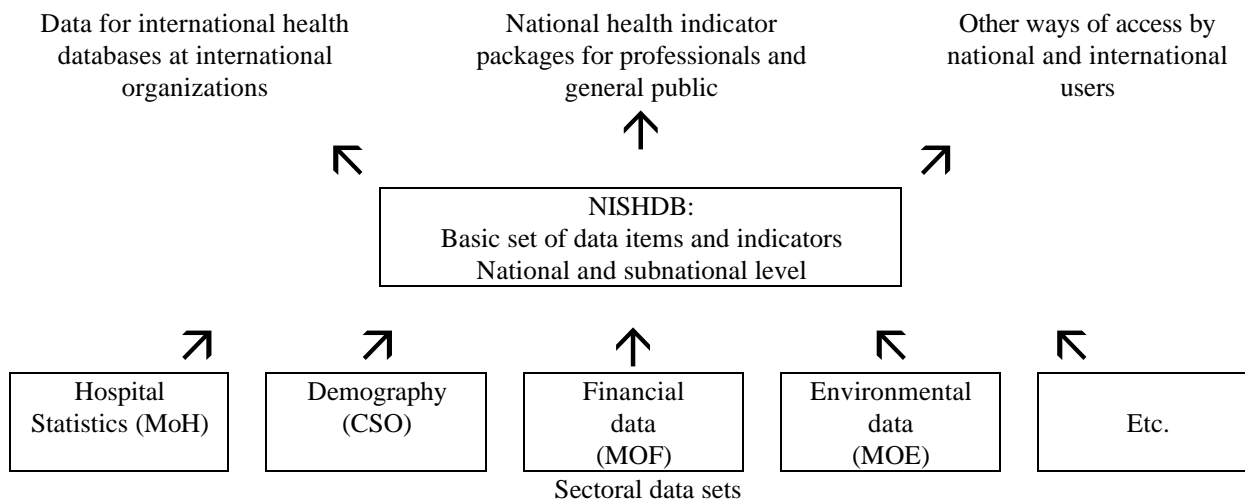 Data for international health
databases at international
organizations
National health indicator
packages for professionals and
general public
Other ways of access by
national and international
users
NISHDB:
Basic set of data items and indicators
National and subnational level
Hospital
Statistics (MoH)
Demography
(CSO)
Financial
data
(MOF)
Environmental
data
(MOE)
Etc.
Sectoral data sets